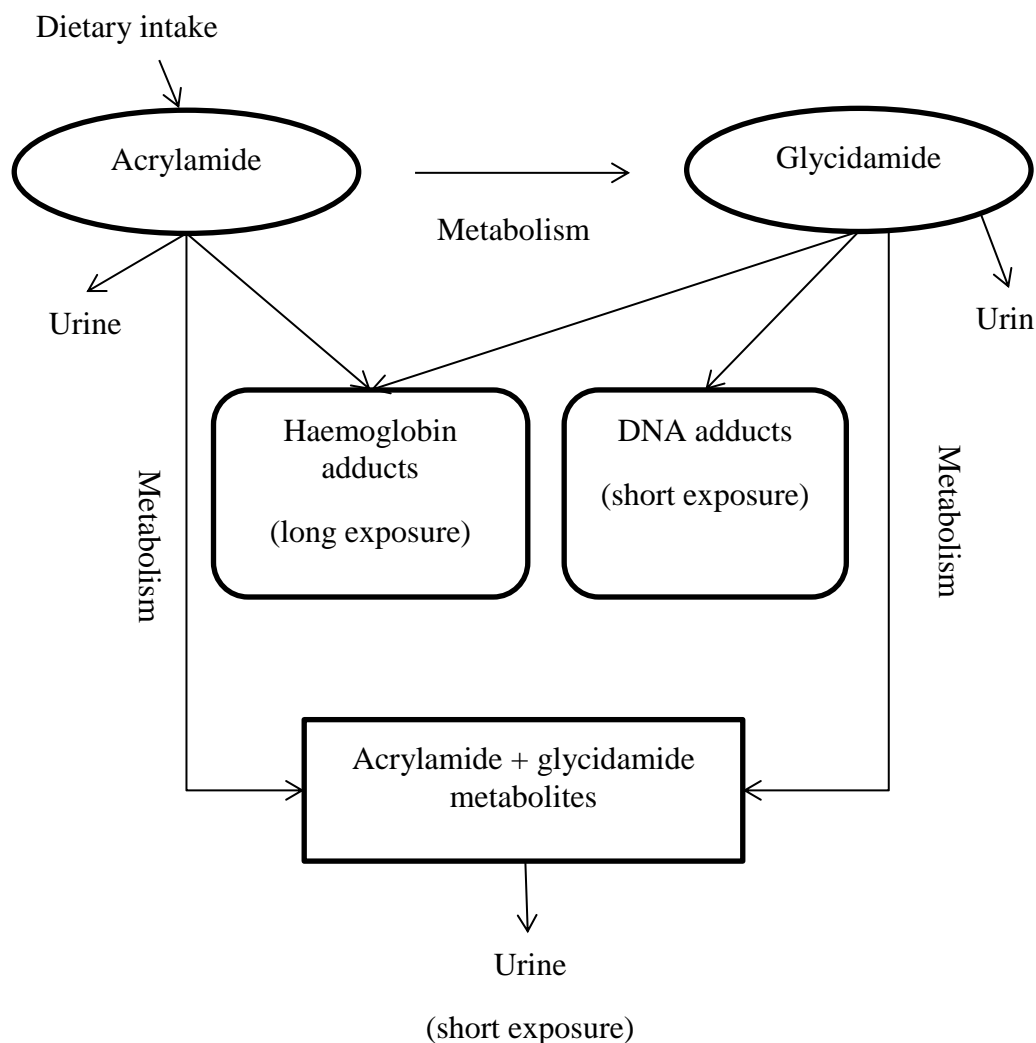 Dietary intake
Acrylamide
Glycidamide
Metabolism
Urine
Urin
Haemoglobin
adducts
(long exposure)
DNA adducts
(short exposure)
Metabolism
Metabolism
Acrylamide + glycidamide
metabolites
Urine
(short exposure)